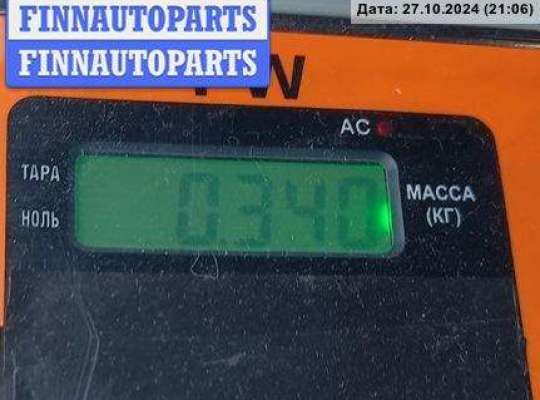 FINNAUTOPARTS
FINNAUTOPARTS
Дата: 27.10.2024 (21:06)
W
AC
ТАРА
НОЛЬ
0340
МАССА
(КГ)